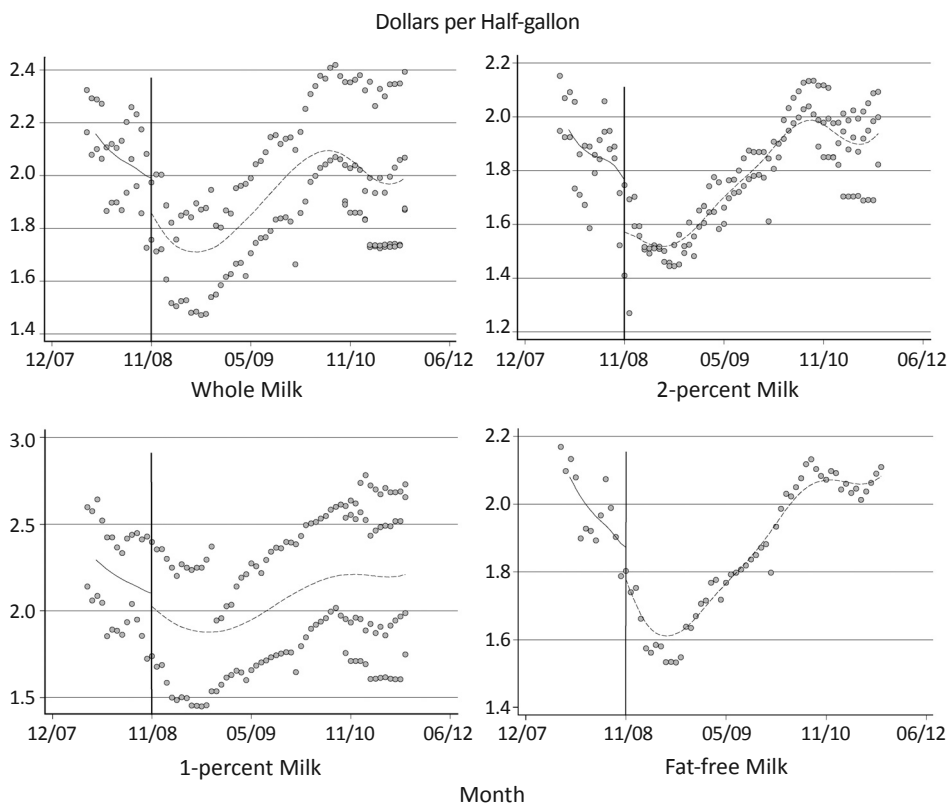 Dollars per Half-gallon
2.4
2.2
2.0
1.8
1.6
1.4
12/07 11/08 05/09 11/10 06/12
Whole Milk
2.2
2.0
1.8
1.6
1.4
1.2
12/07 11/08 05/09 11/10 06/12
2-percent Milk
3.0
2.5
2.0
1.5
12/07 11/08 05/09 11/10 06/12
1-percent Milk
2.2
2.0
1.8
1.6
1.4
12/07 11/08 05/09 11/10 06/12
Fat-free Milk
Month